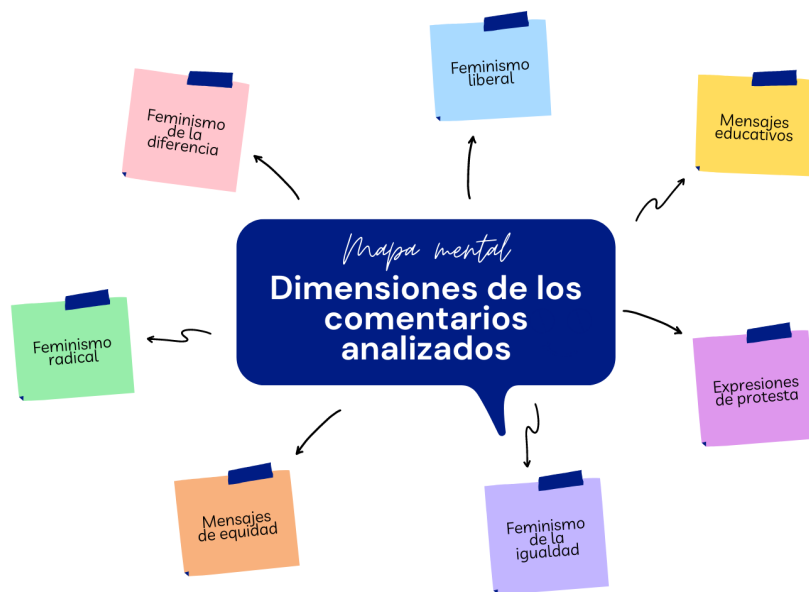 Feminismo
liberal
Feminismo
de la
diferencia
Mensajes
educativos
Mapa mental
Dimensiones de los
comentarios
analizados
Feminismo
radical
Expresiones
de protesta
Mensajes
de equidad
Feminismo
de la
igualdad